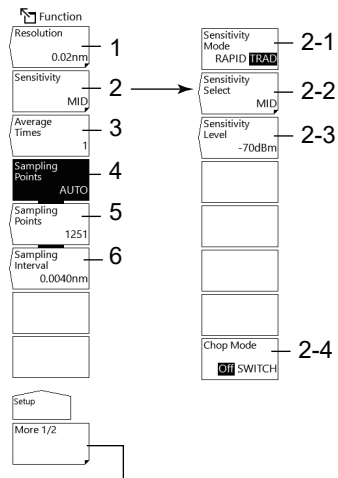 Function
Resolution
0.02nm
1
Sensitivity
MID
2
Average
Times
1
3
Sampling
Points
AUTO
4
Sampling
Points
1251
5
Sampling
Interval
0.0040nm
6
Setup
More 1/2
Sensitivity
Mode
RAPID TRAD
2-1
Sensitivity
Select
MID
2-2
Sensitivity
Level
-70dBm
2-3
Chop Mode
Off SWITCH
2-4